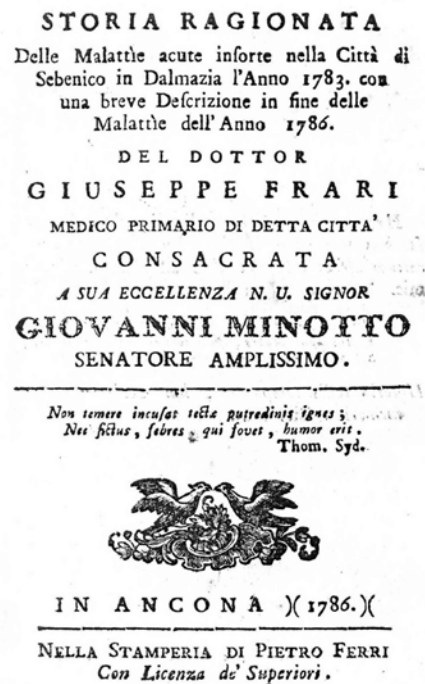 STORIA RAGIONATA
Delle Malattìe acute inſorte nella Città di
Sebenico in Dalmazia l'Anno 1783. con
una breve Deſcrizione in fine delle
Malattìe dell'Anno 1786.
DEL DOTTOR
GIUSEPPE FRARI
MEDICO PRIMARIO DI DETTA CITTA'
CONSACRATA
A SUA ECCELLENZA N. U. SIGNOR
GIOVANNI MINOTTO
SENATORE AMPLISSIMO.
Non temere incuſat tectæ putredinis ignes;
Nec fictus, febres, qui fovet, humor erit.
Thom. Syd.
IN ANCONA )( 1786. )(
NELLA STAMPERIA DI PIETRO FERRI
Con Licenza de' Superiori.